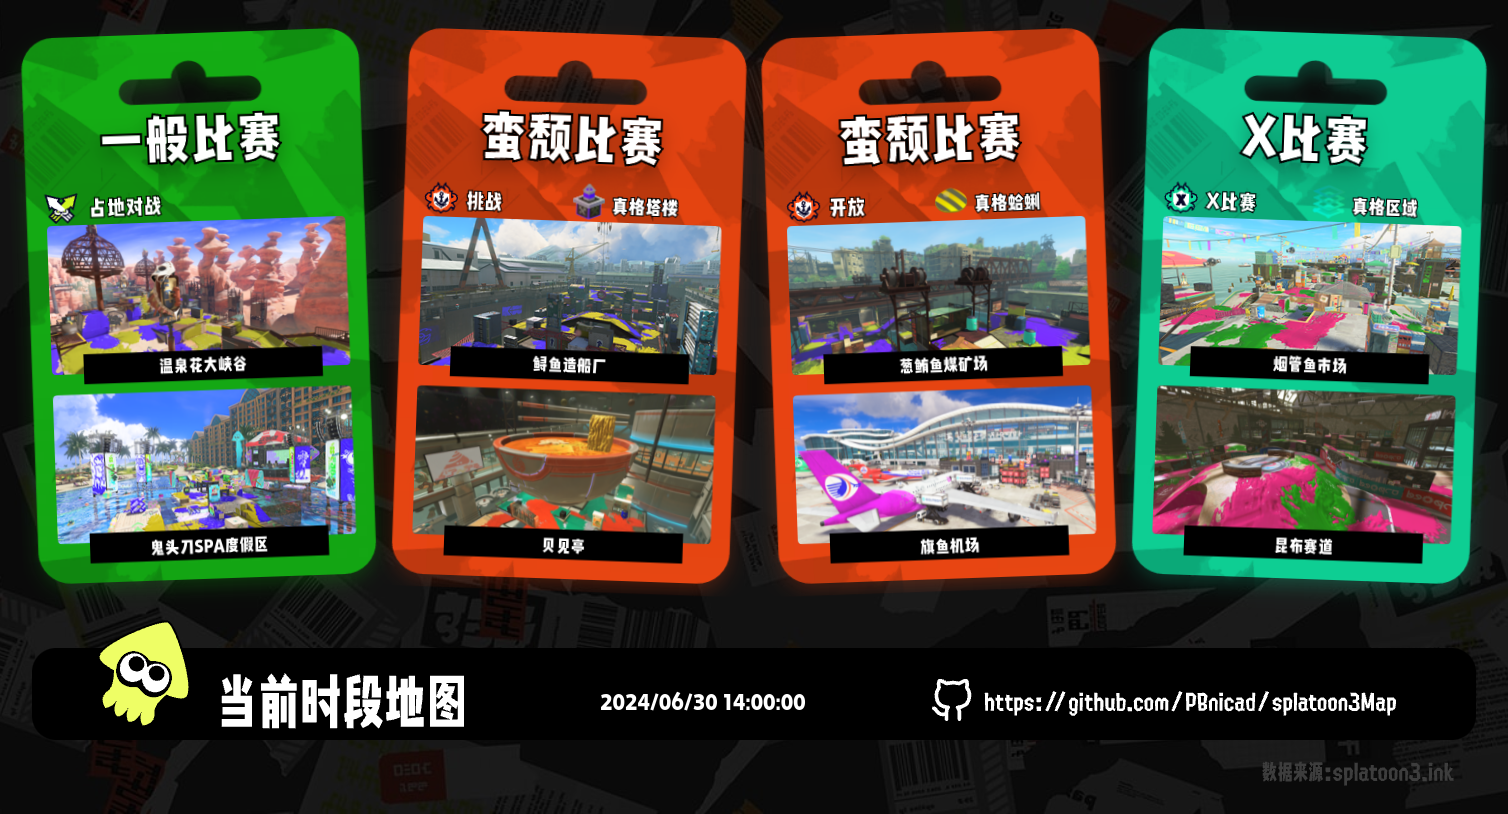 一般比赛
占地对战
温泉花大峡谷
鬼头刀SPA度假区
蛮颓比赛
挑战
真格塔楼
鲟鱼造船厂
贝见亭
蛮颓比赛
开放
真格蛤蜊
葱鲔鱼煤矿场
旗鱼机场
X比赛
X比赛
真格区域
烟管鱼市场
昆布赛道
当前时段地图
2024/06/30 14:00:00
https://github.com/PBnicad/splatoon3Map
数据来源:splatoon3.ink